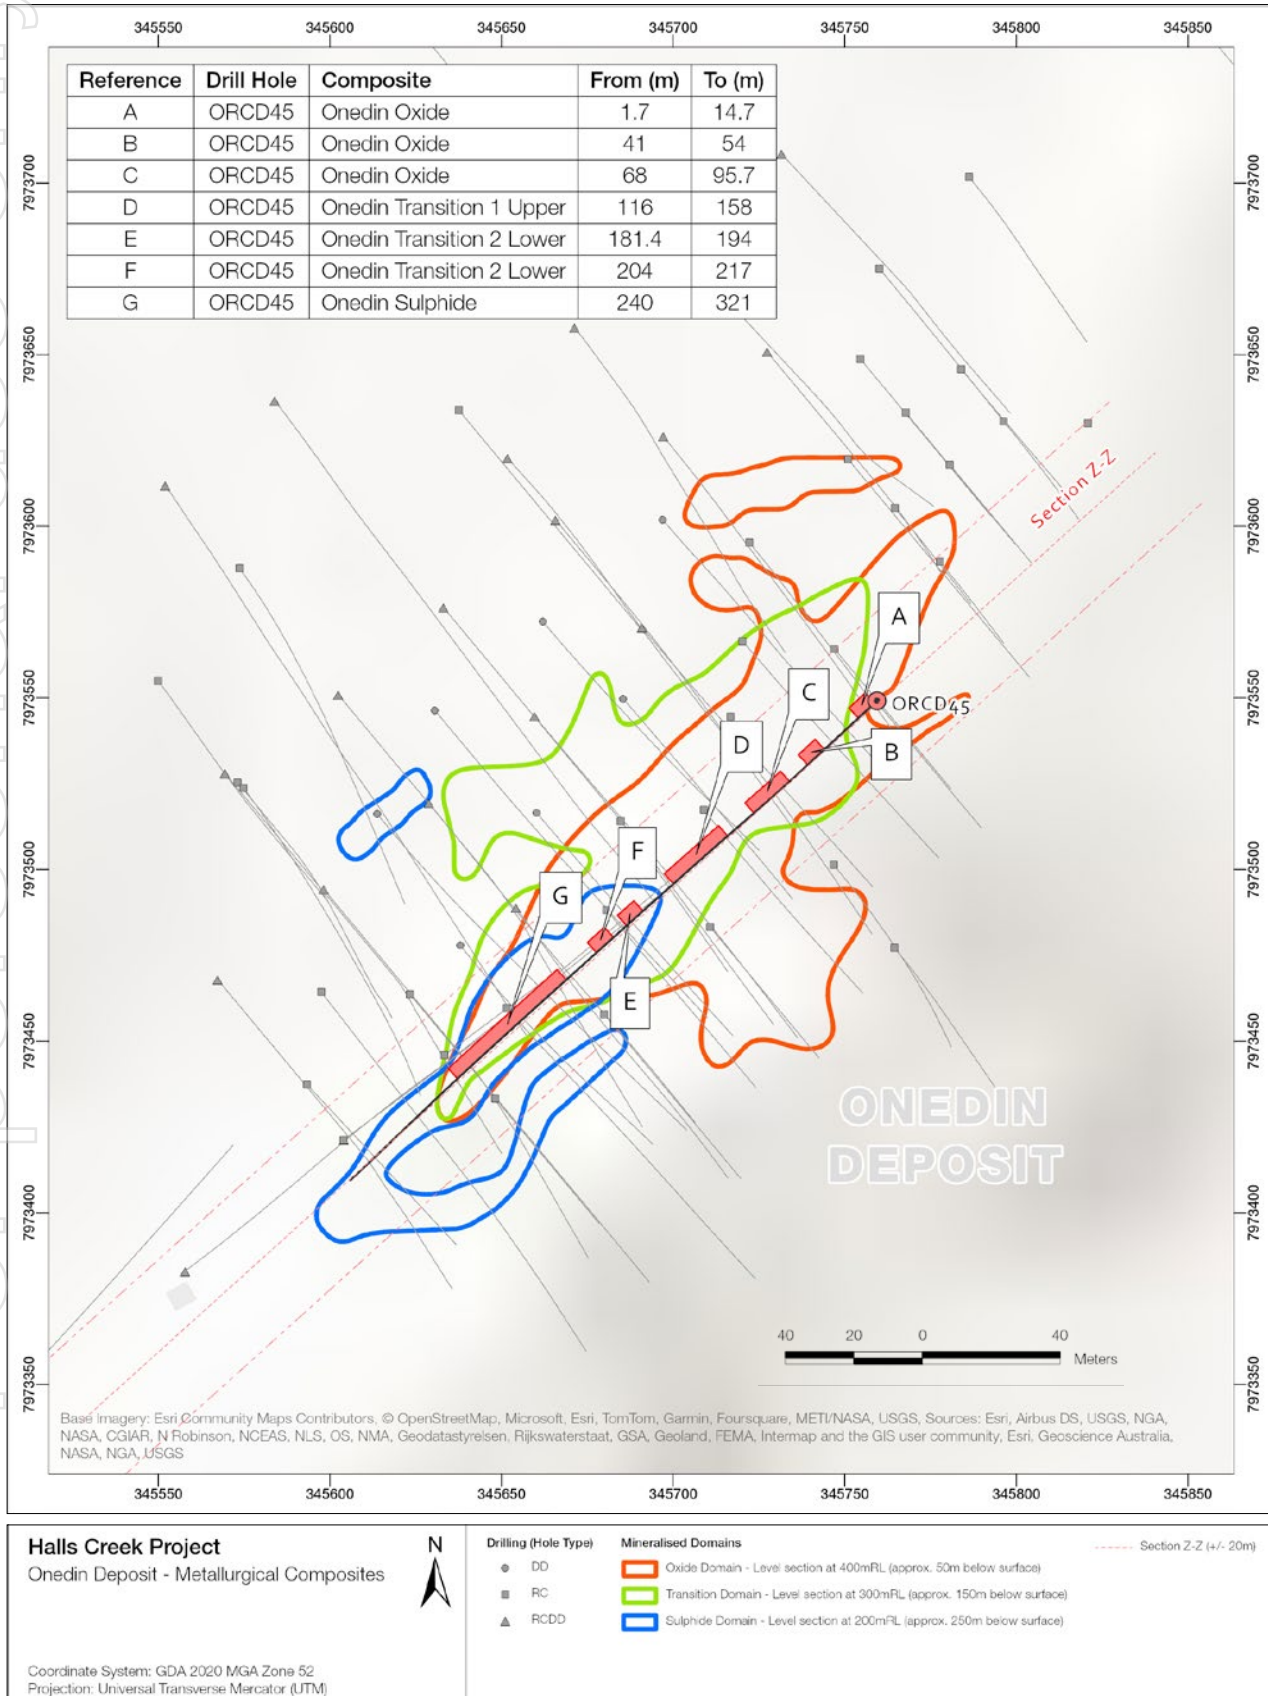 345550 345600 345650 345700 345750 345800 345850
Reference Drill Hole Composite From (m) To (m)
A ORCD45 Onedin Oxide 1.7 14.7
B ORCD45 Onedin Oxide 41 54
C ORCD45 Onedin Oxide 68 95.7
D ORCD45 Onedin Transition 1 Upper 116 158
E ORCD45 Onedin Transition 2 Lower 181.4 194
F ORCD45 Onedin Transition 2 Lower 204 217
G ORCD45 Onedin Sulphide 240 321
7973700 7973700
7973650 7973650
7973600 7973600
Section Z-Z
A
7973550 7973550
C
ORCD45
D
B
F
7973500 7973500
G
E
7973450 7973450
ONEDIN
DEPOSIT
7973400 7973400
40 20 0 40
Meters
7973350 7973350
Base Imagery: Esri Community Maps Contributors, © OpenStreetMap, Microsoft, Esri, TomTom, Garmin, Foursquare, METI/NASA, USGS, Sources: Esri, Airbus DS, USGS, NGA,
NASA, CGIAR, N Robinson, NCEAS, NLS, OS, NMA, Geodatastyrelsen, Rijkswaterstaat, GSA, Geoland, FEMA, Intermap and the GIS user community, Esri, Geoscience Australia,
NASA, NGA, USGS
345550 345600 345650 345700 345750 345800 345850
Halls Creek Project
Onedin Deposit - Metallurgical Composites
N
Coordinate System: GDA 2020 MGA Zone 52
Projection: Universal Transverse Mercator (UTM)
Drilling (Hole Type)
DD
RC
RCDD
Mineralised Domains
Oxide Domain - Level section at 400mRL (approx. 50m below surface)
Transition Domain - Level section at 300mRL (approx. 150m below surface)
Sulphide Domain - Level section at 200mRL (approx. 250m below surface)
Section Z-Z (+/- 20m)